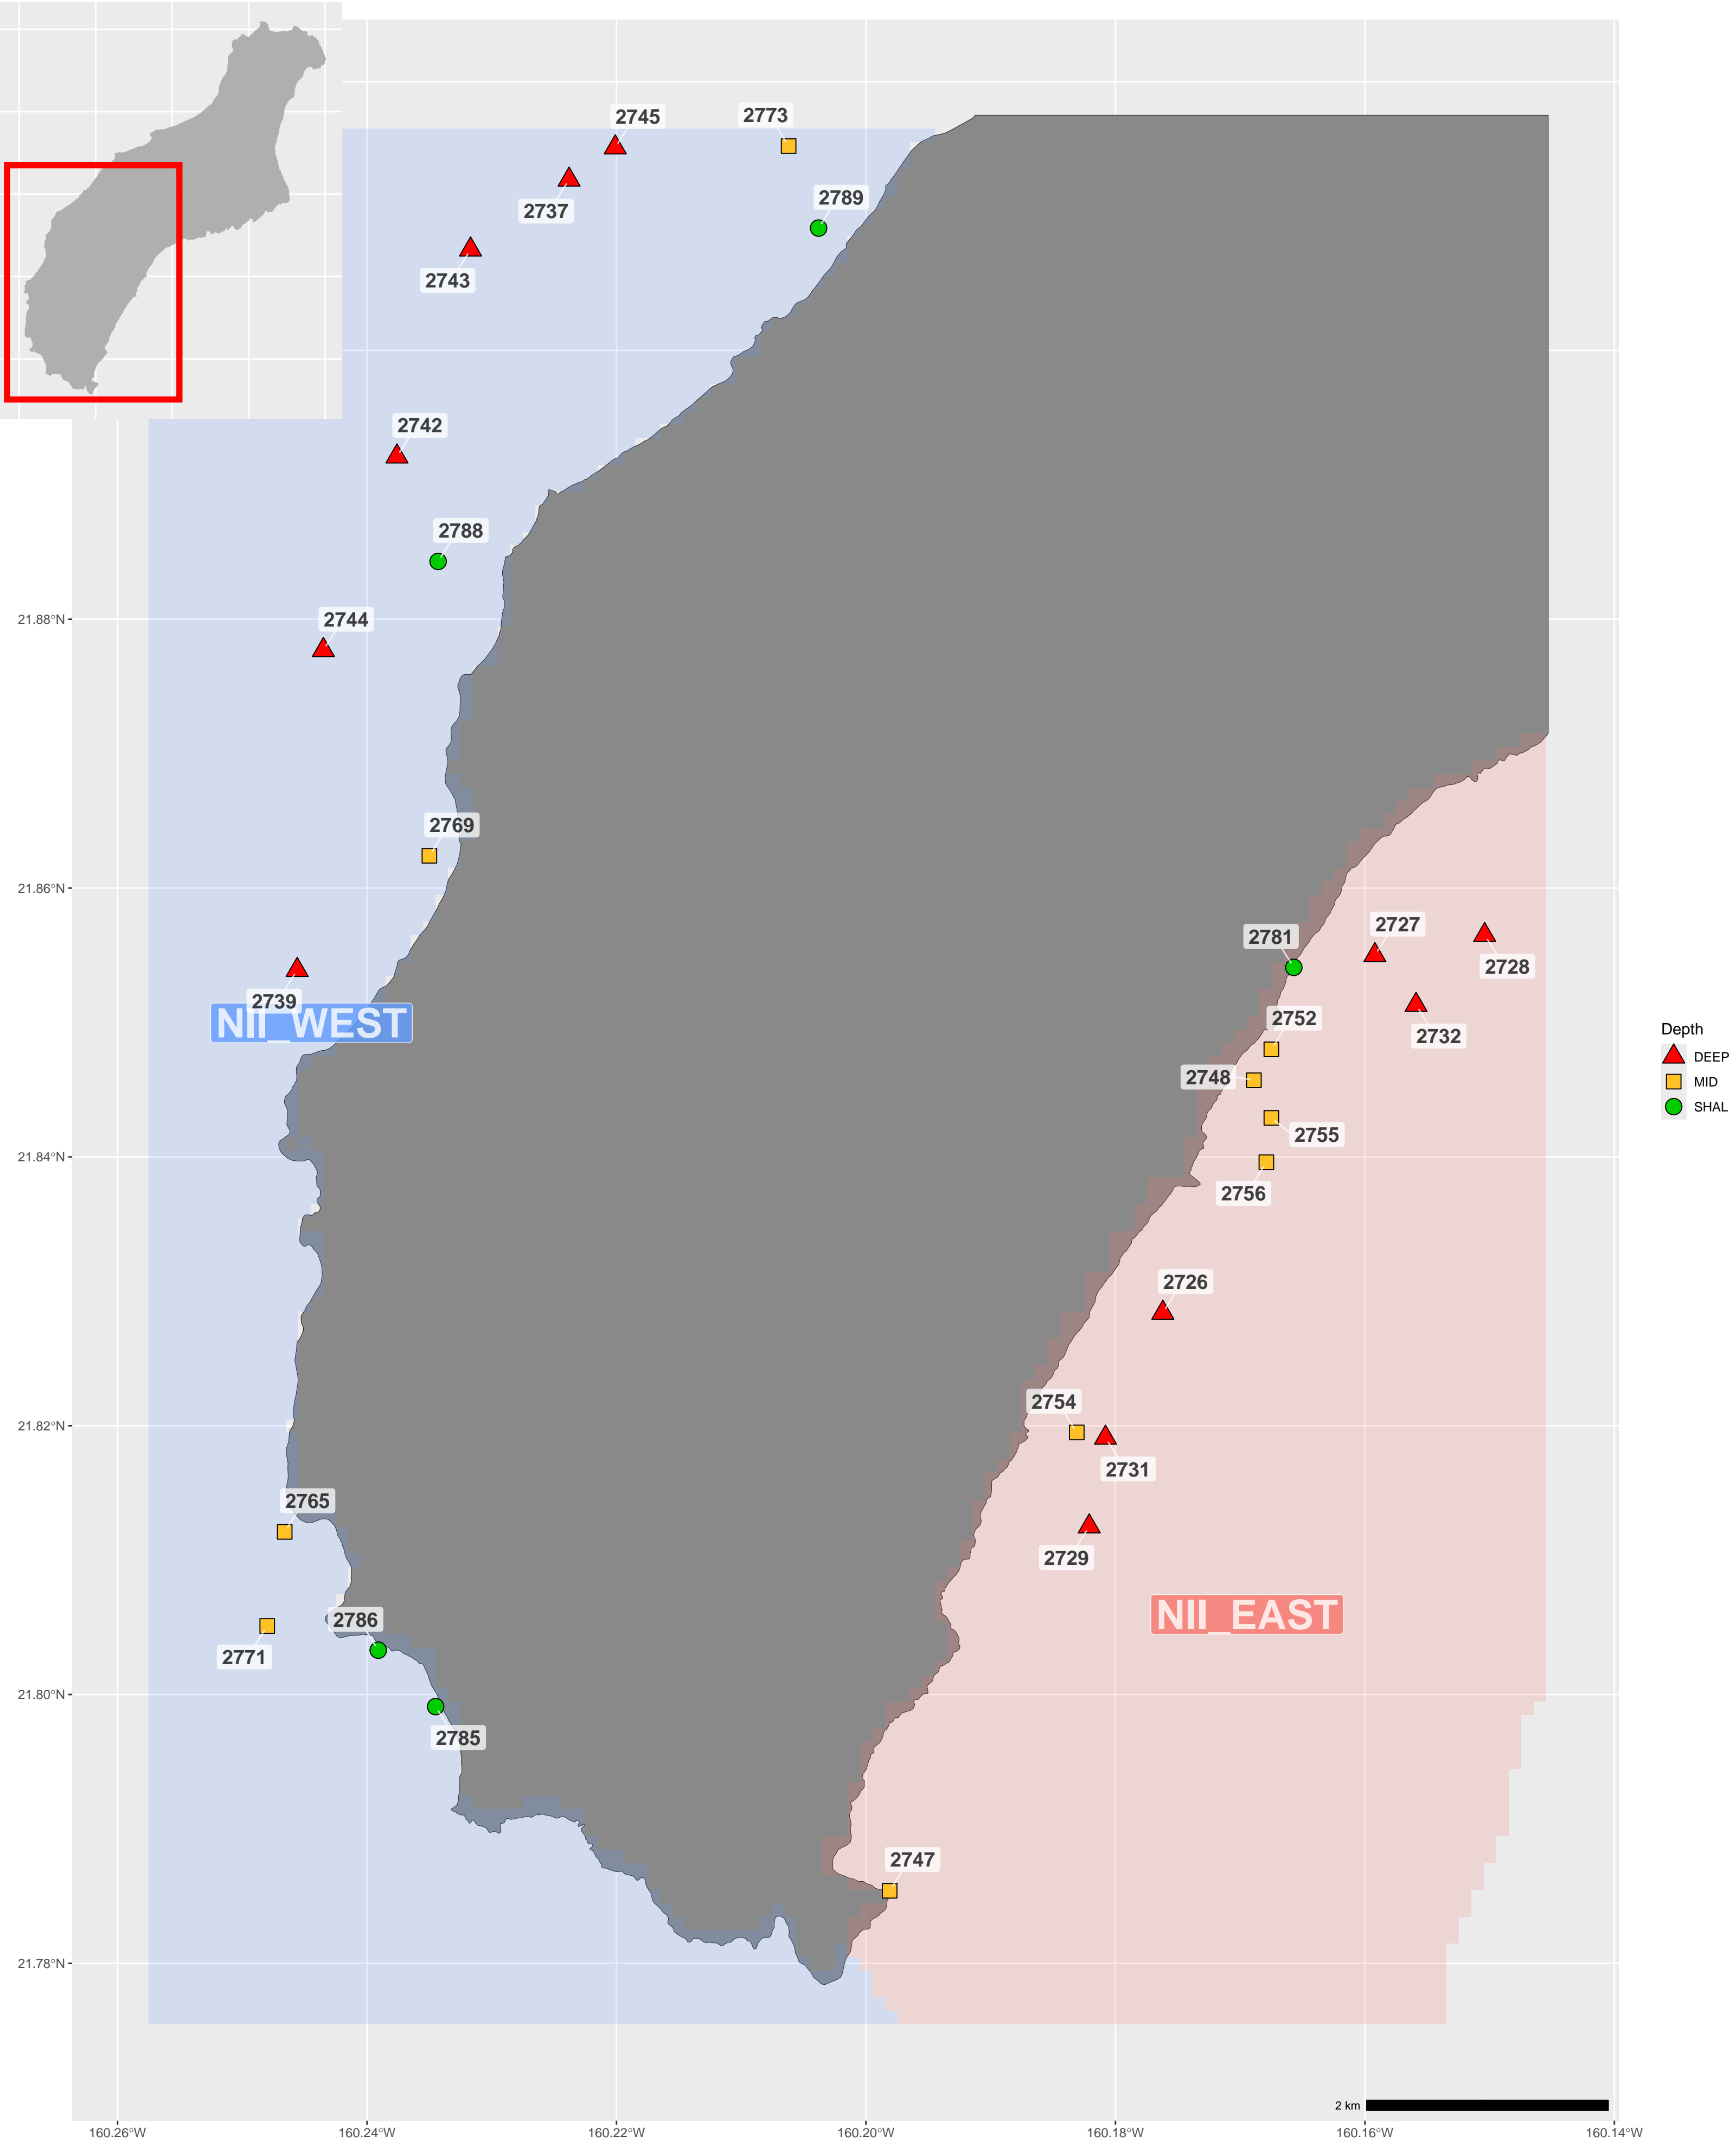 2745
2773
2737
2789
2743
2742
2788
21.88°N
2744
2769
21.86°N
2781
2727
2728
2739
NII_WEST
2752
2732
Depth
DEEP
2748
MID
SHAL
2755
21.84°N
2756
2726
2754
21.82°N
2731
2765
2729
2786
NII_EAST
2771
21.80°N
2785
2747
21.78°N
2 km
160.26°W
160.24°W
160.22°W
160.20°W
160.18°W
160.16°W
160.14°W